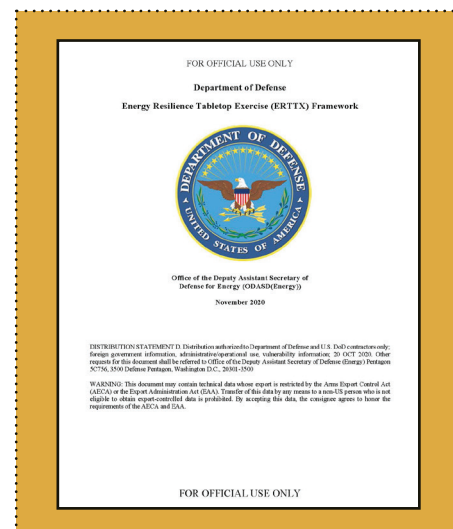 FOR OFFICIAL USE ONLY
Department of Defense
Energy Resilience Tabletop Exercise (ERTTX) Framework
DEPARTMENT OF DEFENSE
UNITED STATES OF AMERICA
Office of the Deputy Assistant Secretary of
Defense for Energy (ODASD(Energy))
November 2020
DISTRIBUTION STATEMENT D. Distribution authorized to Department of Defense and U.S. DoD contractors only;
foreign government information, administrative/operational use, vulnerability information; 20 OCT 2020. Other
requests for this document shall be referred to Office of the Deputy Assistant Secretary of Defense (Energy) Pentagon
5C756, 3500 Defense Pentagon, Washington D.C., 20301-3500
WARNING: This document may contain technical data whose export is restricted by the Arms Export Control Act
(AECA) or the Export Administration Act (EAA). Transfer of this data by any means to a non-US person who is not
eligible to obtain export-controlled data is prohibited. By accepting this data, the consignee agrees to honor the
requirements of the AECA and EAA.
FOR OFFICIAL USE ONLY